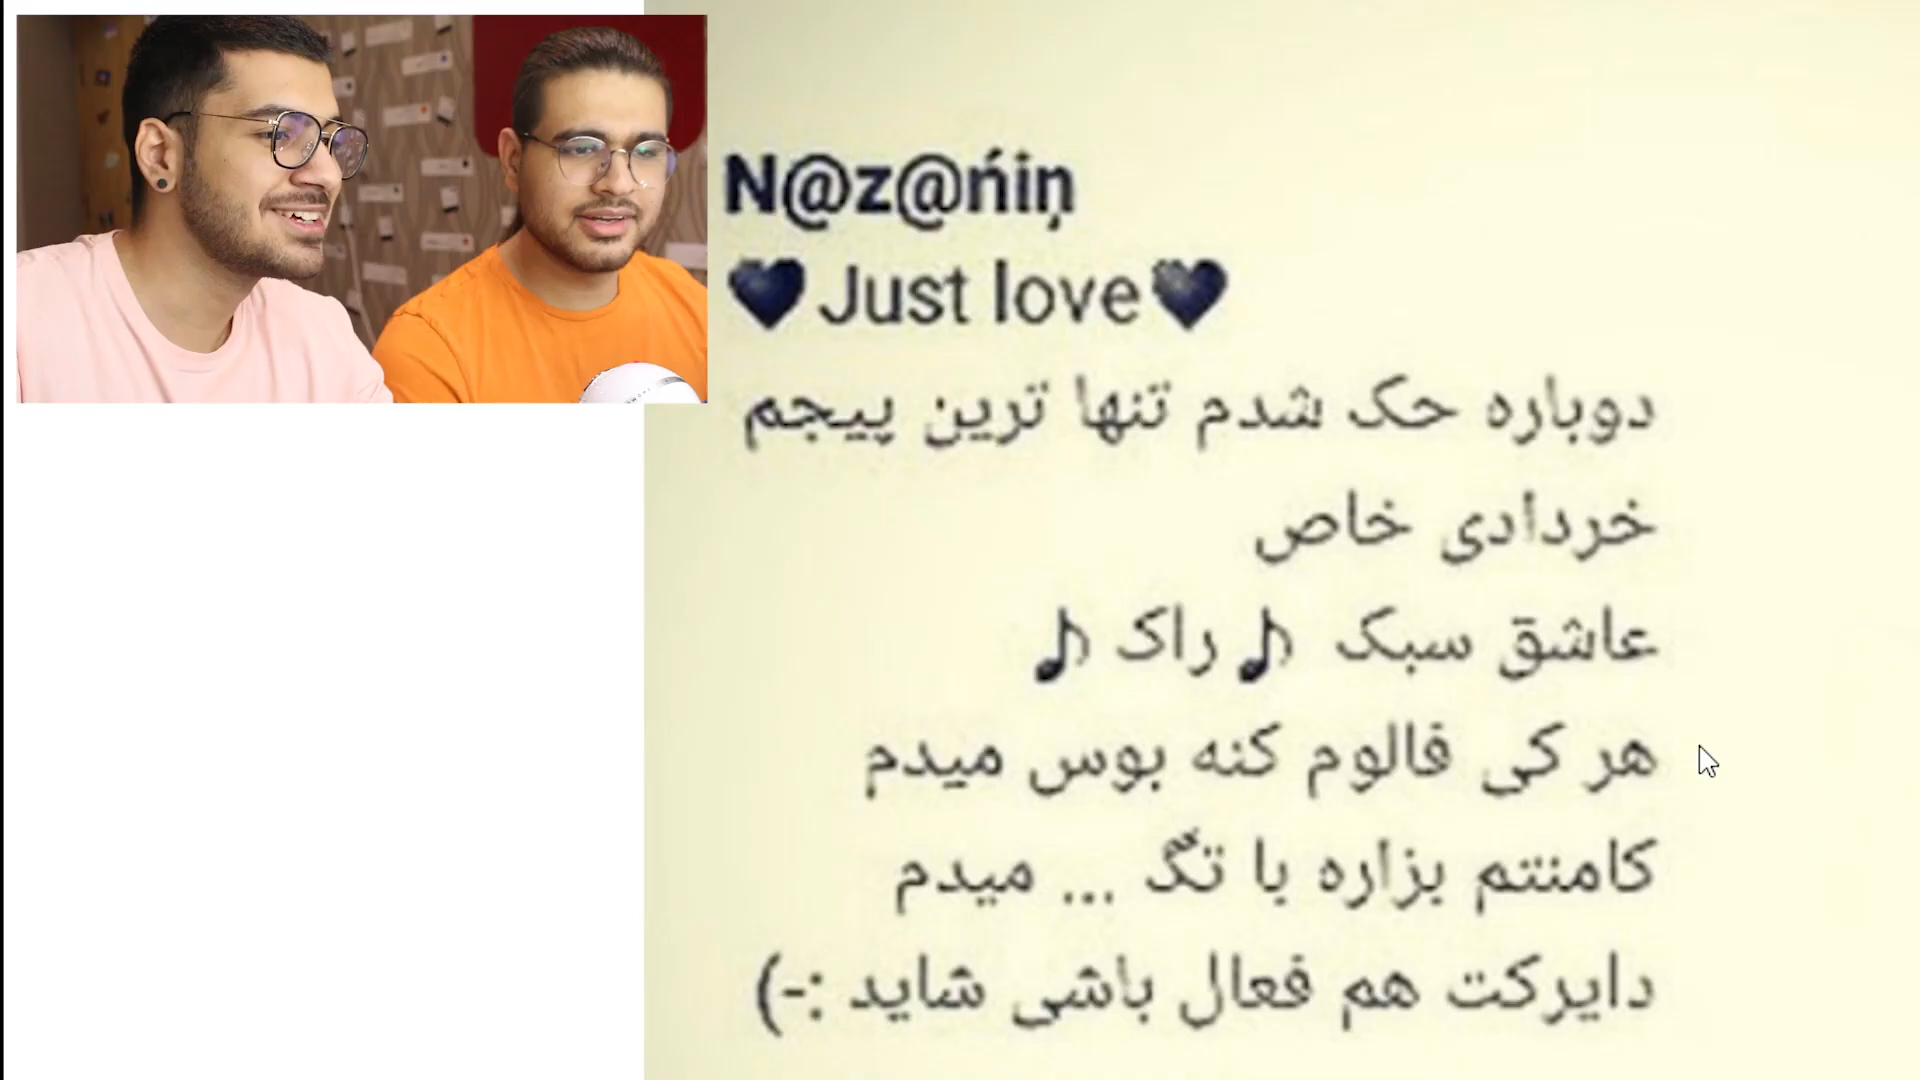 N@z@ńiņ
🖤Just love🖤
دوباره حک شدم تنها ترین پیجم
خردادی خاص
عاشق سبک ♪ راک ♪
هر کی فالوم کنه بوس میدم
کامنتم بزاره با تگ ... میدم
دایرکت هم فعال باشی شاید :-)